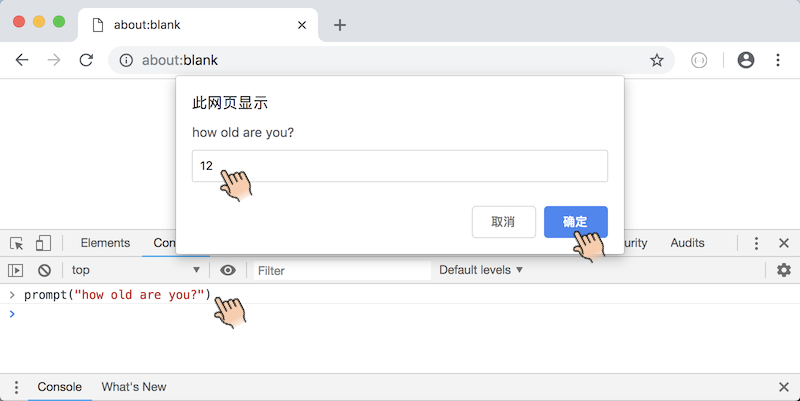 about:blank
about:blank
此网页显示
how old are you?
12
取消 确定
Elements Con urity Audits
top Filter Default levels ▼
> prompt("how old are you?")
>
Console What's New